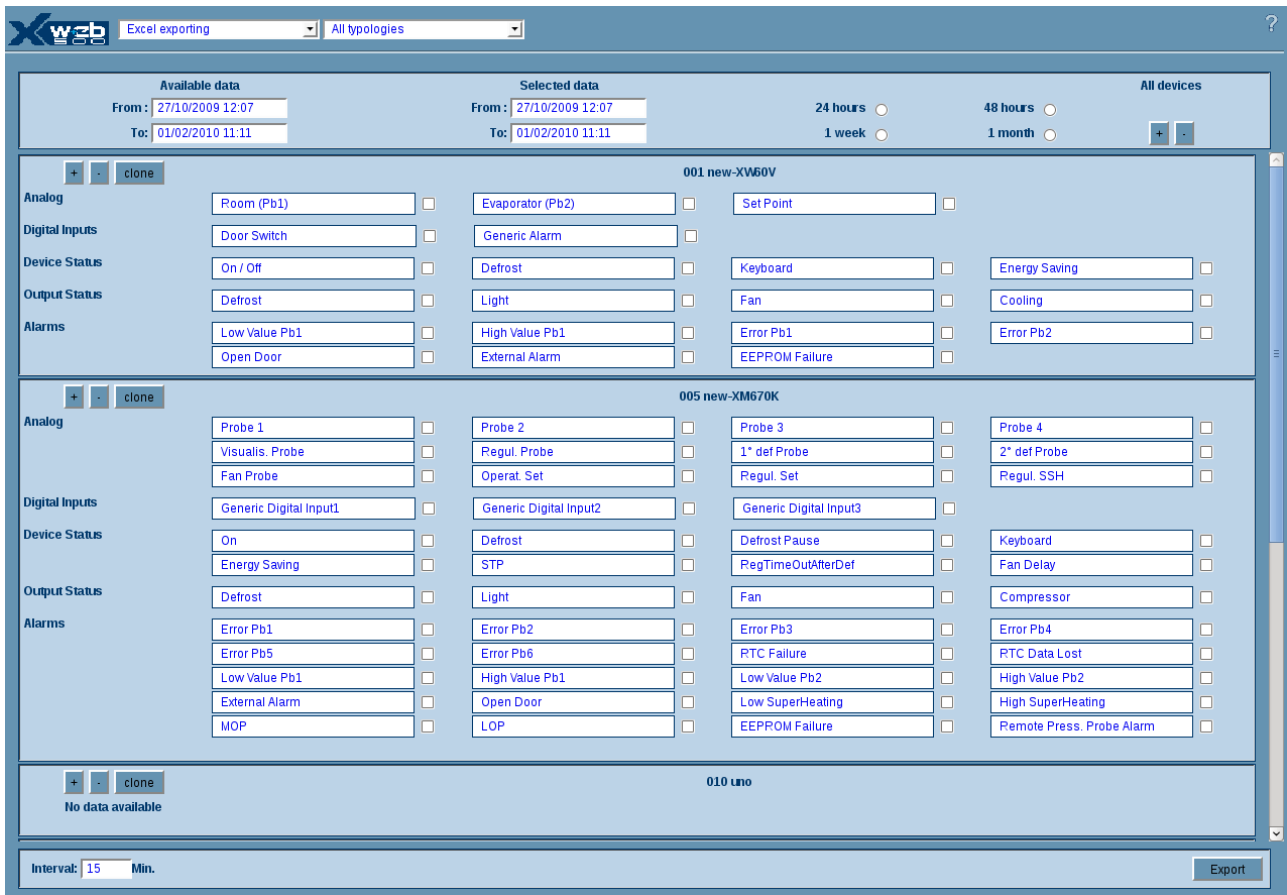 Xweb500 Excel exporting All typologies ?
Available data Selected data All devices
From : 27/10/2009 12:07 From : 27/10/2009 12:07 24 hours 48 hours
To: 01/02/2010 11:11 To: 01/02/2010 11:11 1 week 1 month + -
+ - clone 001 new-XW60V
Analog Room (Pb1) Evaporator (Pb2) Set Point
Digital Inputs Door Switch Generic Alarm
Device Status On / Off Defrost Keyboard Energy Saving
Output Status Defrost Light Fan Cooling
Alarms Low Value Pb1 High Value Pb1 Error Pb1 Error Pb2
Open Door External Alarm EEPROM Failure
+ - clone 005 new-XM670K
Analog Probe 1 Probe 2 Probe 3 Probe 4
Visualis. Probe Regul. Probe 1° def Probe 2° def Probe
Fan Probe Operat. Set Regul. Set Regul. SSH
Digital Inputs Generic Digital Input1 Generic Digital Input2 Generic Digital Input3
Device Status On Defrost Defrost Pause Keyboard
Energy Saving STP RegTimeOutAfterDef Fan Delay
Output Status Defrost Light Fan Compressor
Alarms Error Pb1 Error Pb2 Error Pb3 Error Pb4
Error Pb5 Error Pb6 RTC Failure RTC Data Lost
Low Value Pb1 High Value Pb1 Low Value Pb2 High Value Pb2
External Alarm Open Door Low SuperHeating High SuperHeating
MOP LOP EEPROM Failure Remote Press. Probe Alarm
+ - clone 010 uno
No data available
Interval: 15 Min. Export